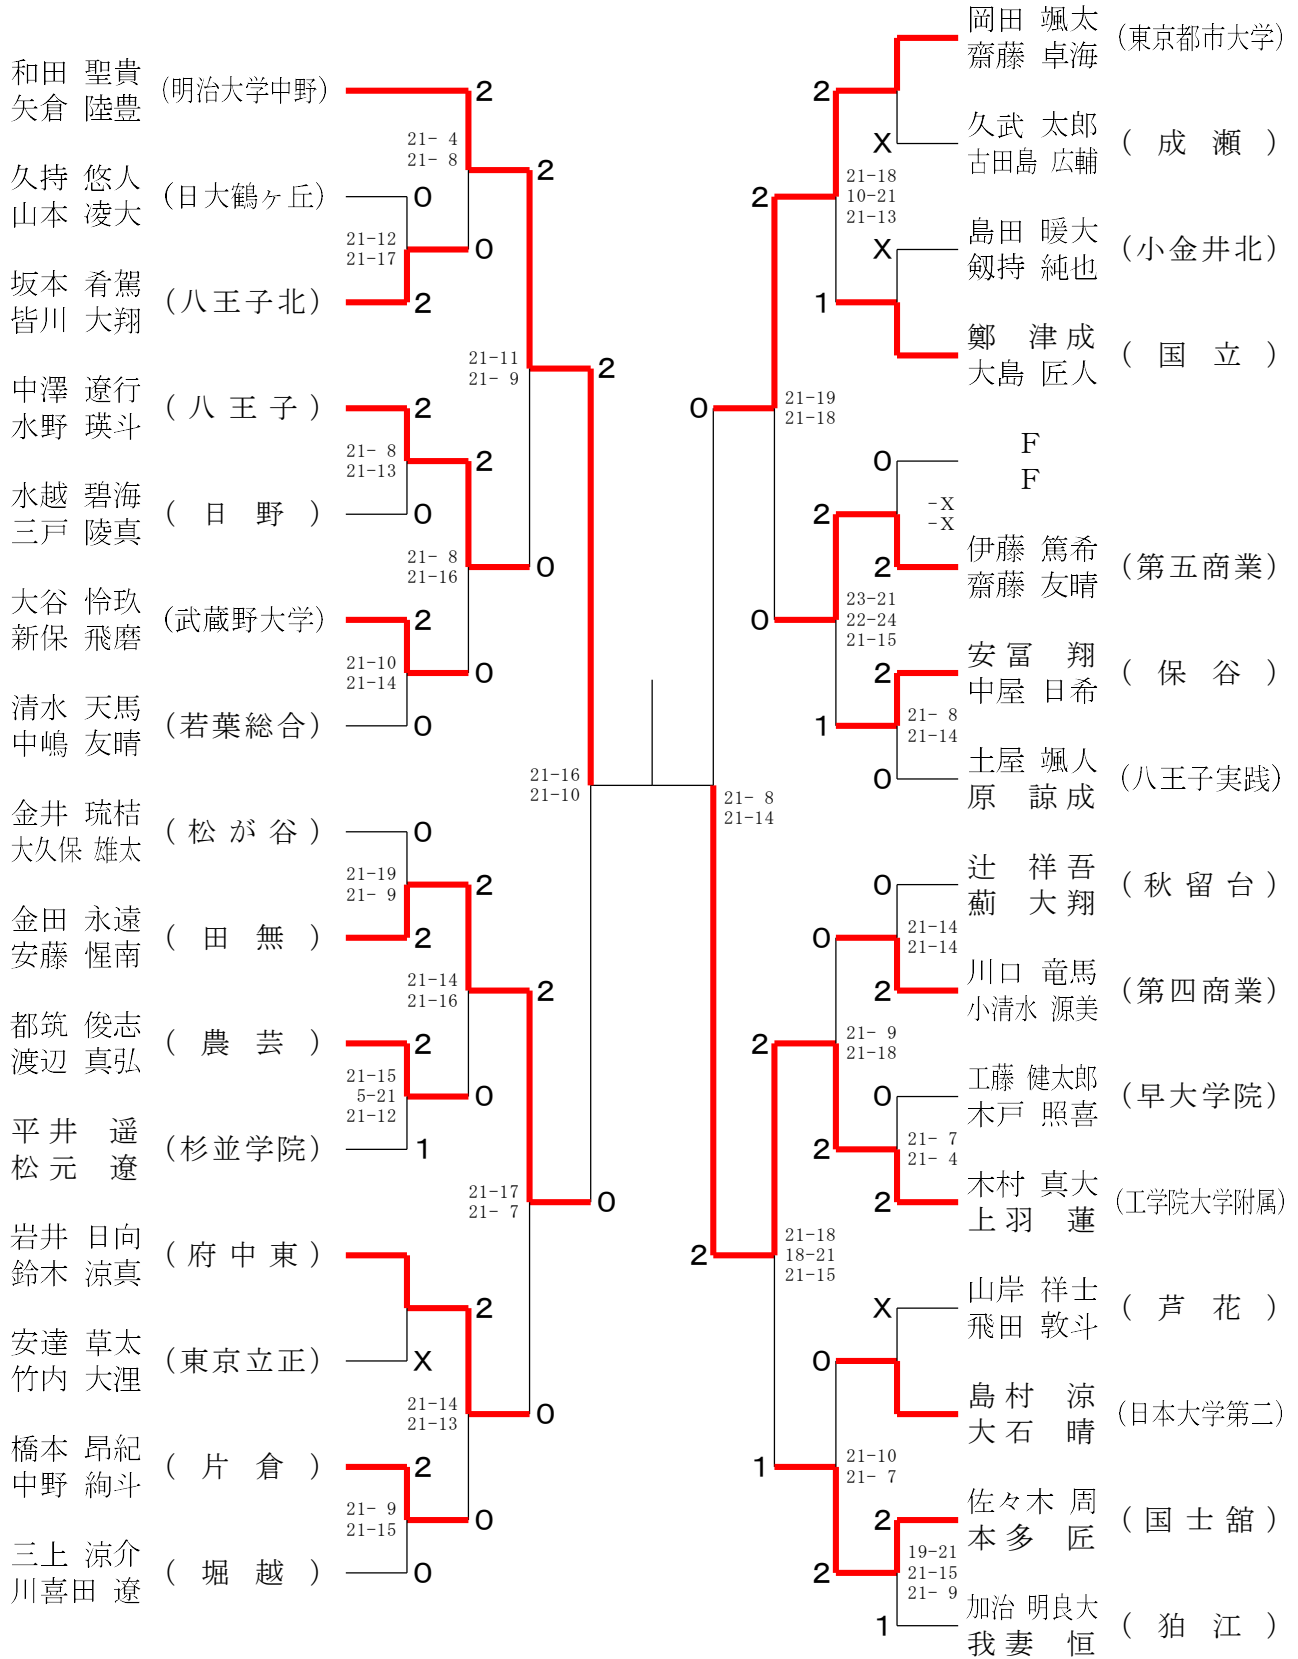 和田 聖貴
矢倉 陸豊
(明治大学中野)
2
21- 4
21- 8
2
久持 悠人
山本 凌大
(日大鶴ヶ丘)
0
21-12
21-17
0
坂本 肴駕
皆川 大翔
(八王子北)
2
21-11
21- 9
2
中澤 遼行
水野 瑛斗
(八王子)
2
21- 8
21-13
2
水越 碧海
三戸 陸真
(日野)
0
21- 8
21-16
0
大谷 怜玖
新保 飛磨
(武蔵野大学)
2
21-10
21-14
0
清水 天馬
中嶋 友晴
(若葉総合)
0
21-16
21-10
金井 琉桔
大久保 雄太
(松が谷)
0
21-19
21- 9
2
金田 永遠
安藤 惺南
(田無)
2
21-14
21-16
2
都筑 俊志
渡辺 真弘
(農芸)
2
21-15
5-21
21-12
0
平井 遥
松元 遼
(杉並学院)
1
21-17
21- 7
0
岩井 日向
鈴木 涼真
(府中東)
2
安達 草太
竹内 大浬
(東京立正)
X
21-14
21-13
0
橋本 昂紀
中野 絢斗
(片倉)
2
21- 9
21-15
0
三上 涼介
川喜田 遼
(堀越)
0
岡田 颯太
齋藤 卓海
(東京都市大学)
2
久武 太郎
古田島 広輔
(成瀬)
X
21-18
10-21
21-13
2
島田 暖大
剱持 純也
(小金井北)
X
1
鄭 津成
大島 匠人
(国立)
21-19
21-18
0
F
F
0
-X
-X
2
伊藤 篤希
齋藤 友晴
(第五商業)
2
23-21
22-24
21-15
0
安冨 翔
中屋 日希
(保谷)
2
21- 8
21-14
1
土屋 颯人
原 諒成
(八王子実践)
0
21- 8
21-14
辻 祥吾
薊 大翔
(秋留台)
0
21-14
21-14
0
川口 竜馬
小清水 源美
(第四商業)
2
21- 9
21-18
2
工藤 健太郎
木戸 照喜
(早大学院)
0
21- 7
21- 4
2
木村 真大
上羽 蓮
(工学院大学附属)
2
21-18
18-21
21-15
2
山岸 祥士
飛田 敦斗
(芦花)
X
0
島村 涼
大石 晴
(日本大学第二)
21-10
21- 7
1
佐々木 周
本多 匠
(国士舘)
2
19-21
21-15
21- 9
2
加治 明良大
我妻 恒
(狛江)
1